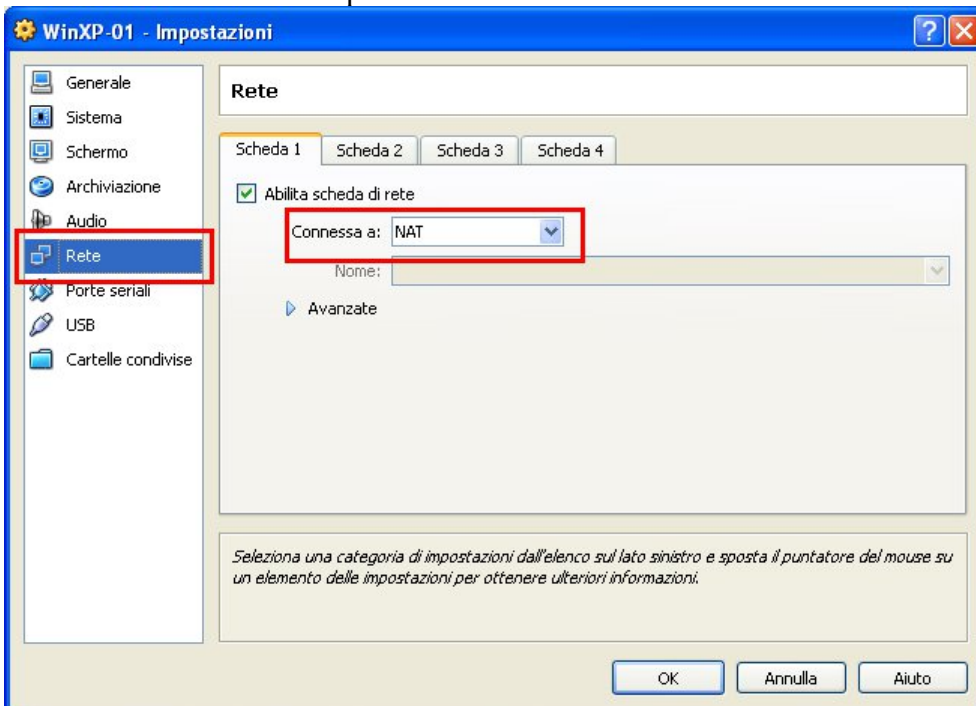 WinXP-01 - Impostazioni
Generale
Sistema
Schermo
Archiviazione
Audio
Rete
Porte seriali
USB
Cartelle condivise
Rete
Scheda 1 Scheda 2 Scheda 3 Scheda 4
Abilita scheda di rete
Connessa a: NAT
Nome:
Avanzate
Seleziona una categoria di impostazioni dall'elenco sul lato sinistro e sposta il puntatore del mouse su
un elemento delle impostazioni per ottenere ulteriori informazioni.
OK Annulla Aiuto